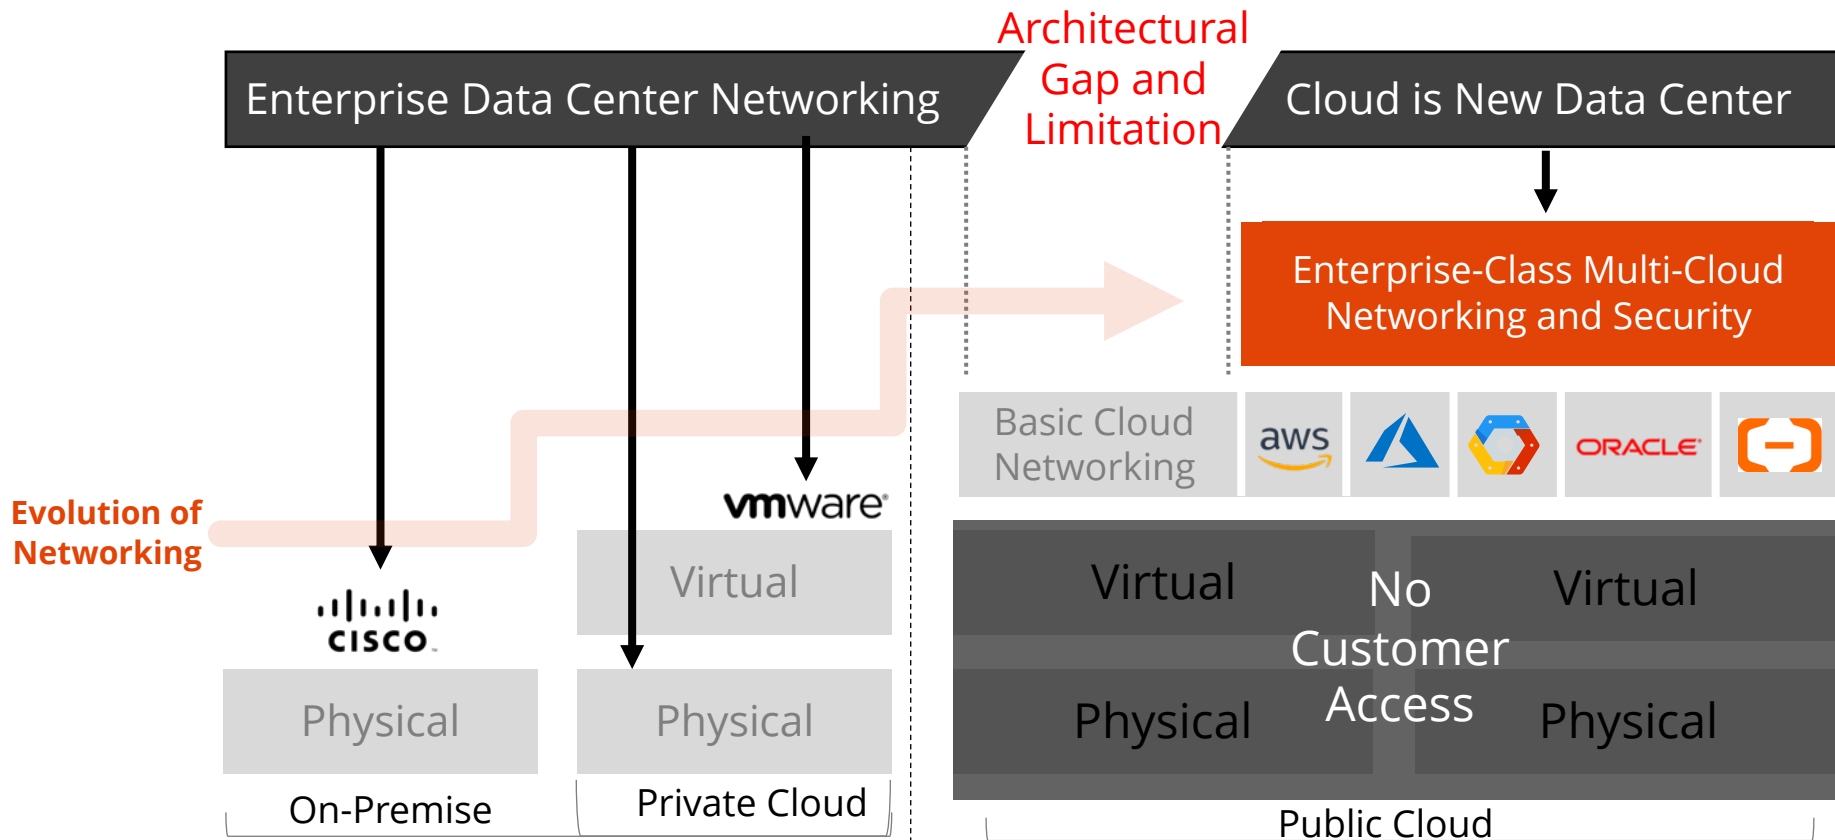 Architectural
Gap and
Limitation
Enterprise Data Center Networking
Cloud is New Data Center
Enterprise-Class Multi-Cloud
Networking and Security
Basic Cloud
Networking
aws
ORACLE
Evolution of
Networking
vmware®
CISCO
Virtual
Physical
Physical
Virtual
Virtual
No
Customer
Access
Physical
Physical
On-Premise
Private Cloud
Public Cloud